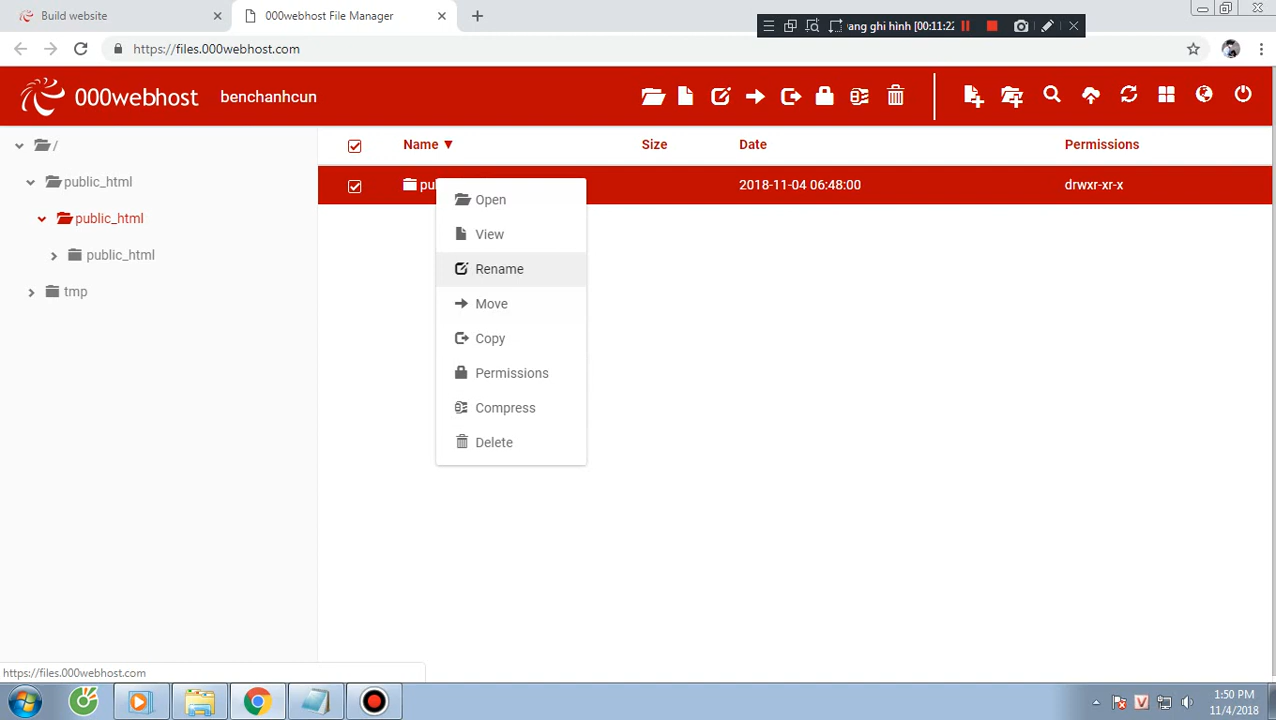 Build website
000webhost File Manager
ang ghi hình [00:11:22
https://files.000webhost.com
000webhost
benchanhcun
/
public_html
public_html
public_html
tmp
Name ▼ Size Date Permissions
pu 2018-11-04 06:48:00 drwxr-xr-x
Open
View
Rename
Move
Copy
Permissions
Compress
Delete
https://files.000webhost.com
V
1:50 PM
11/4/2018